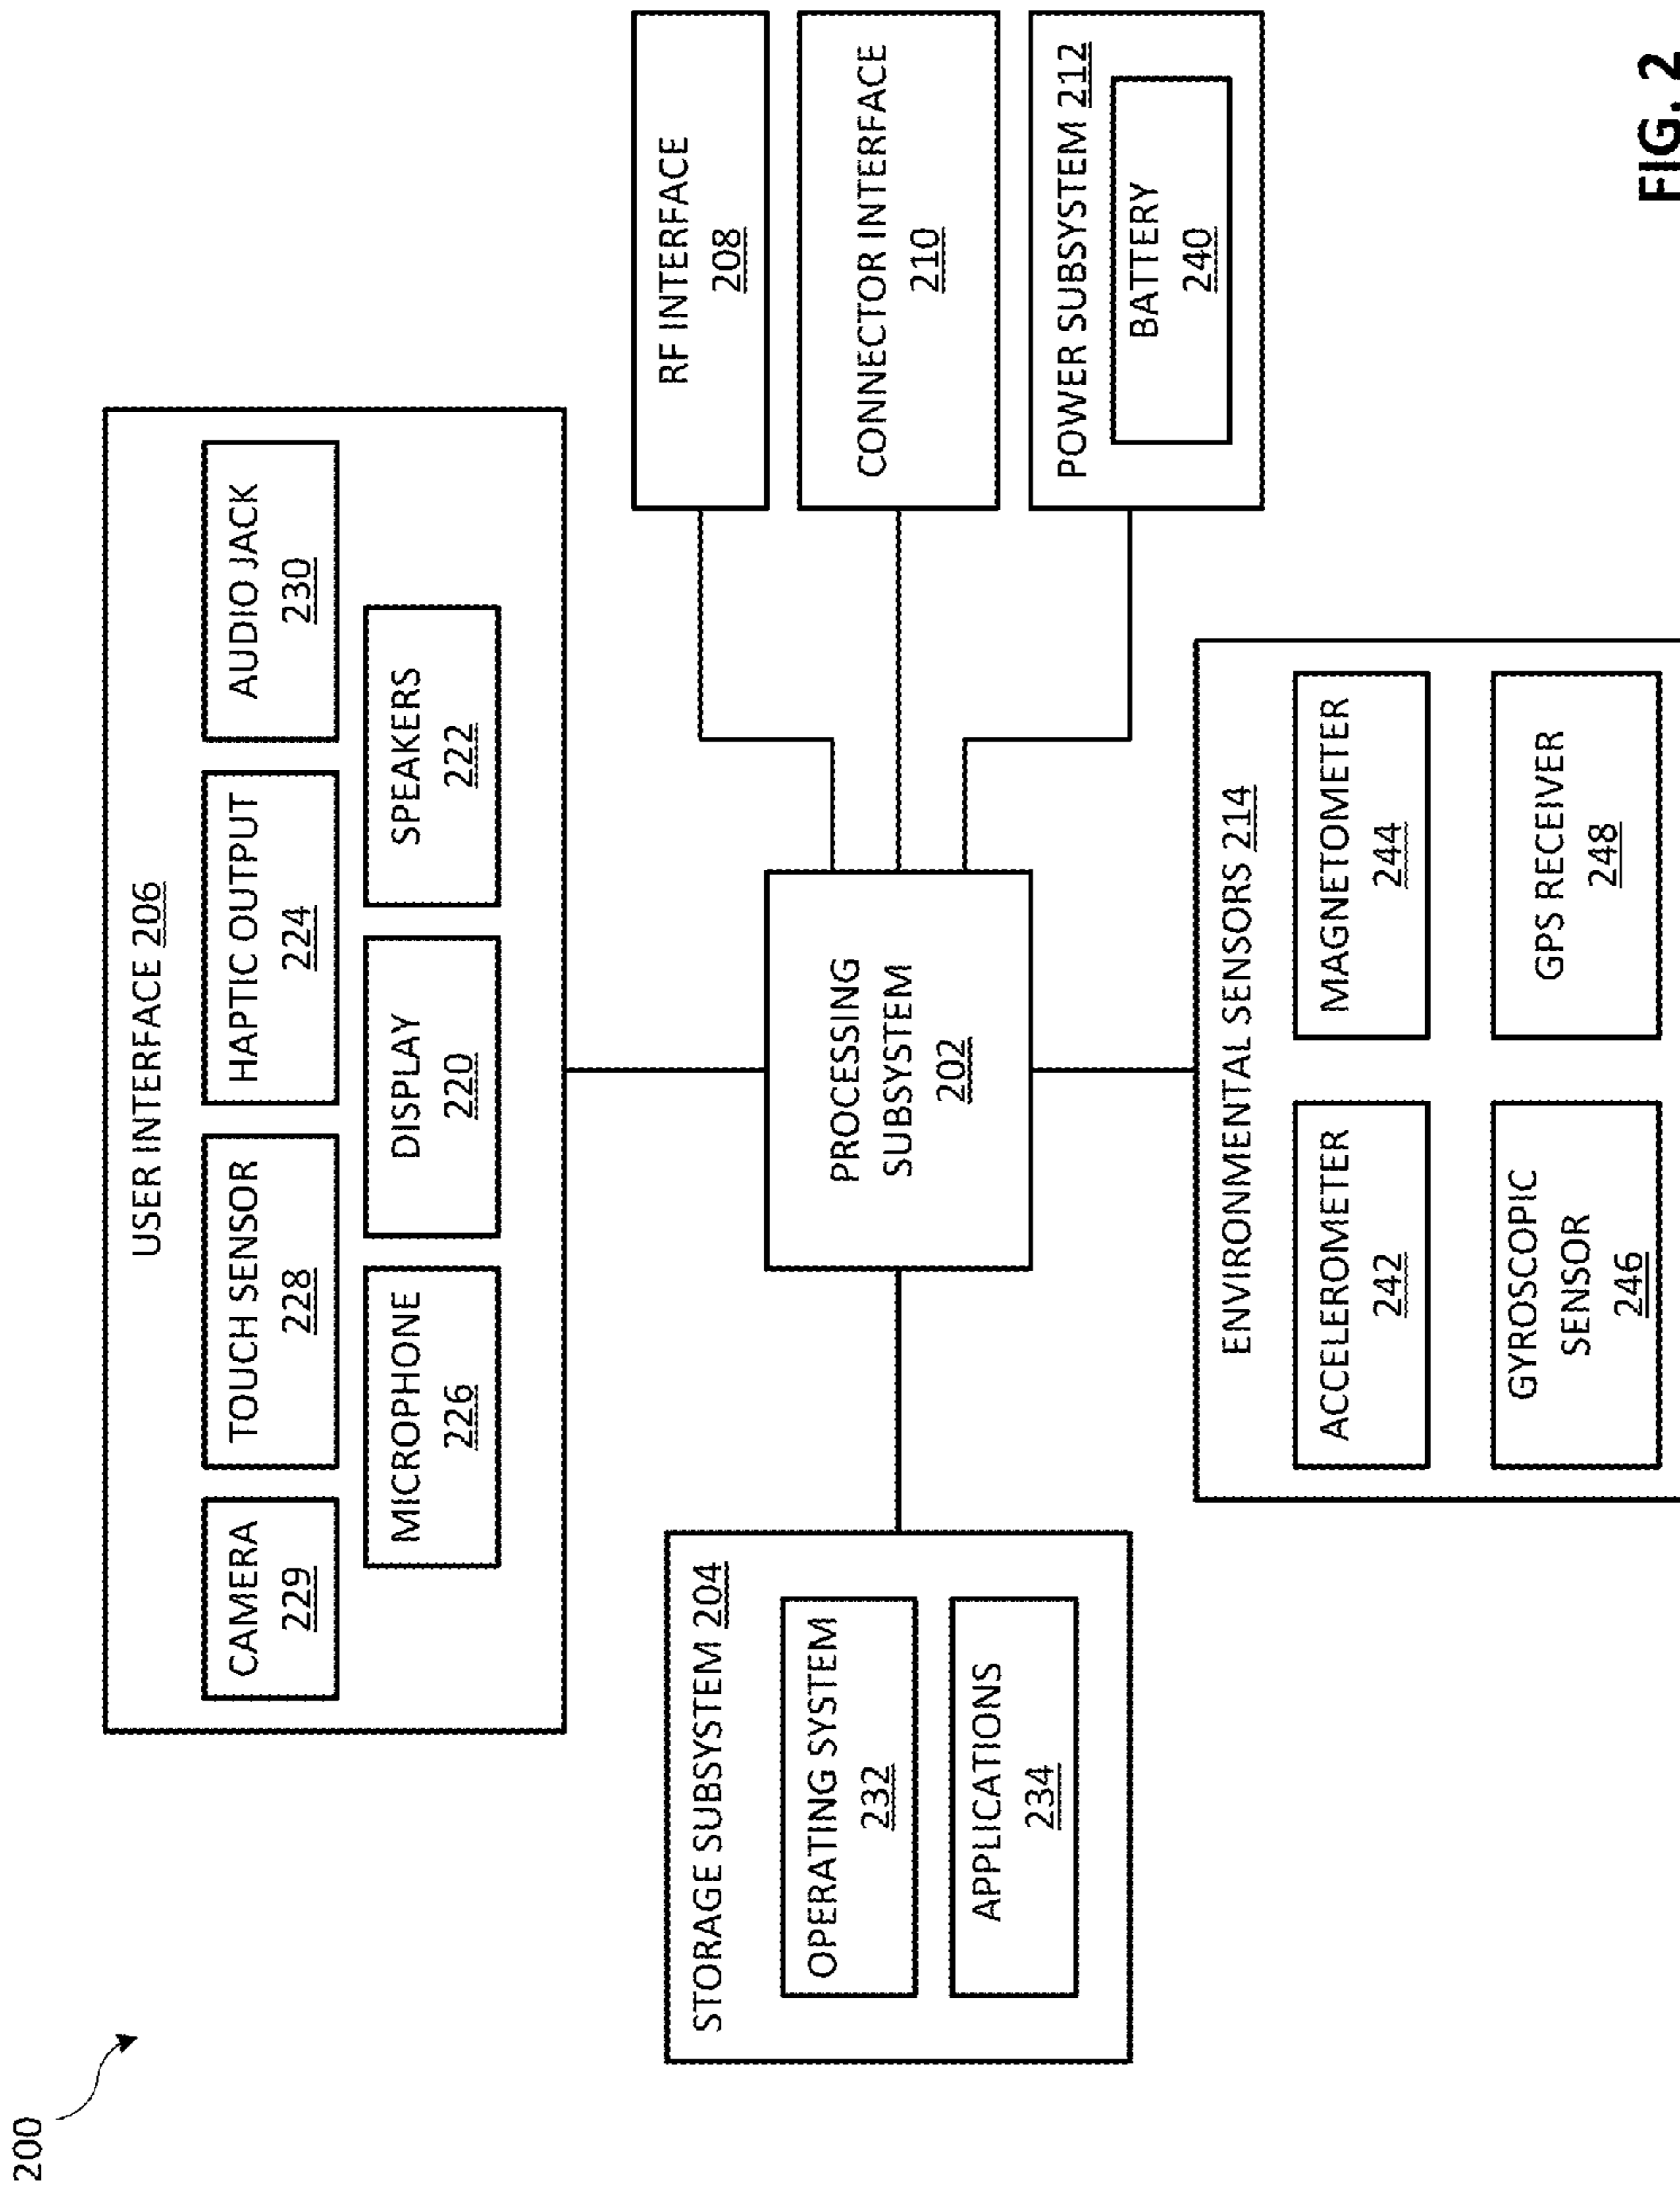 200
USER INTERFACE 206
CAMERA
229
TOUCH SENSOR
228
HAPTIC OUTPUT
224
AUDIO JACK
230
MICROPHONE
226
DISPLAY
220
SPEAKERS
222
STORAGE SUBSYSTEM 204
OPERATING SYSTEM
232
APPLICATIONS
234
PROCESSING
SUBSYSTEM
202
RF INTERFACE
208
CONNECTOR INTERFACE
210
POWER SUBSYSTEM 212
BATTERY
240
ENVIRONMENTAL SENSORS 214
ACCELEROMETER
242
MAGNETOMETER
244
GYROSCOPIC
SENSOR
246
GPS RECEIVER
248
FIG. 2